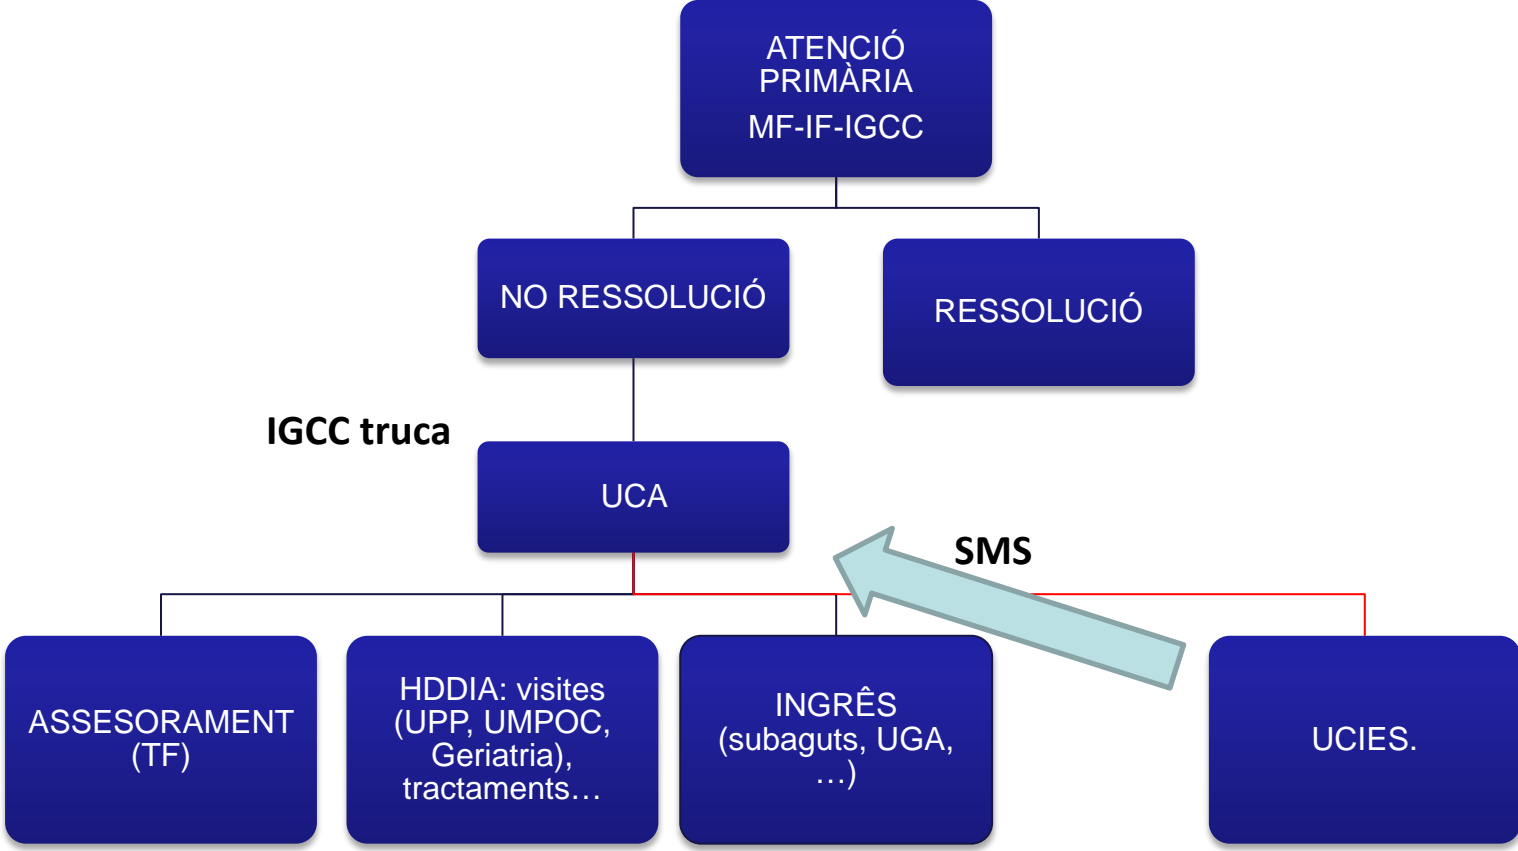 ATENCIÓ
PRIMÀRIA
MF-IF-IGCC
NO RESSOLUCIÓ
RESSOLUCIÓ
IGCC truca
UCA
SMS
ASSESORAMENT
(TF)
HDDIA: visites
(UPP, UMPOC,
Geriatria),
tractaments…
INGRÊS
(subaguts, UGA,
…)
UCIES.